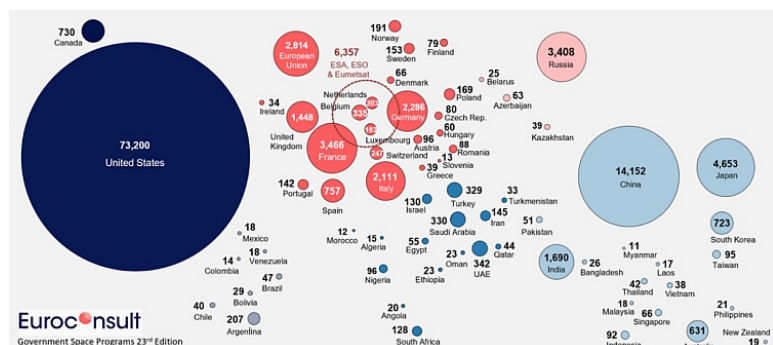 730
Canada
73,200
United States
2,814
European
Union
6,357
ESA, ESO
& Eumetsat
191
Norway
153
Sweden
79
Finland
66
Denmark
Netherlands
203
Belgium
335
183
Luxembourg
247
Switzerland
34
Ireland
1,448
United
Kingdom
2,286
Germany
3,466
France
96
Austria
169
Poland
80
Czech Rep.
60
Hungary
88
Romania
13
Slovenia
39
Greece
25
Belarus
63
Azerbaijan
3,408
Russia
39
Kazakhstan
142
Portugal
757
Spain
2,111
Italy
130
Israel
329
Turkey
33
Turkmenistan
330
Saudi Arabia
145
Iran
51
Pakistan
14,152
China
4,653
Japan
723
South Korea
95
Taiwan
12
Morocco
15
Algeria
55
Egypt
23
Oman
342
UAE
44
Qatar
96
Nigeria
23
Ethiopia
20
Angola
128
South Africa
1,690
India
26
Bangladesh
11
Myanmar
17
Laos
42
Thailand
38
Vietnam
18
Malaysia
66
Singapore
92
Indonesia
21
Philippines
631
Australia
New Zealand
19
18
Mexico
14
Colombia
18
Venezuela
47
Brazil
29
Bolivia
40
Chile
207
Argentina
Euroconsult
Government Space Programs 23rd Edition